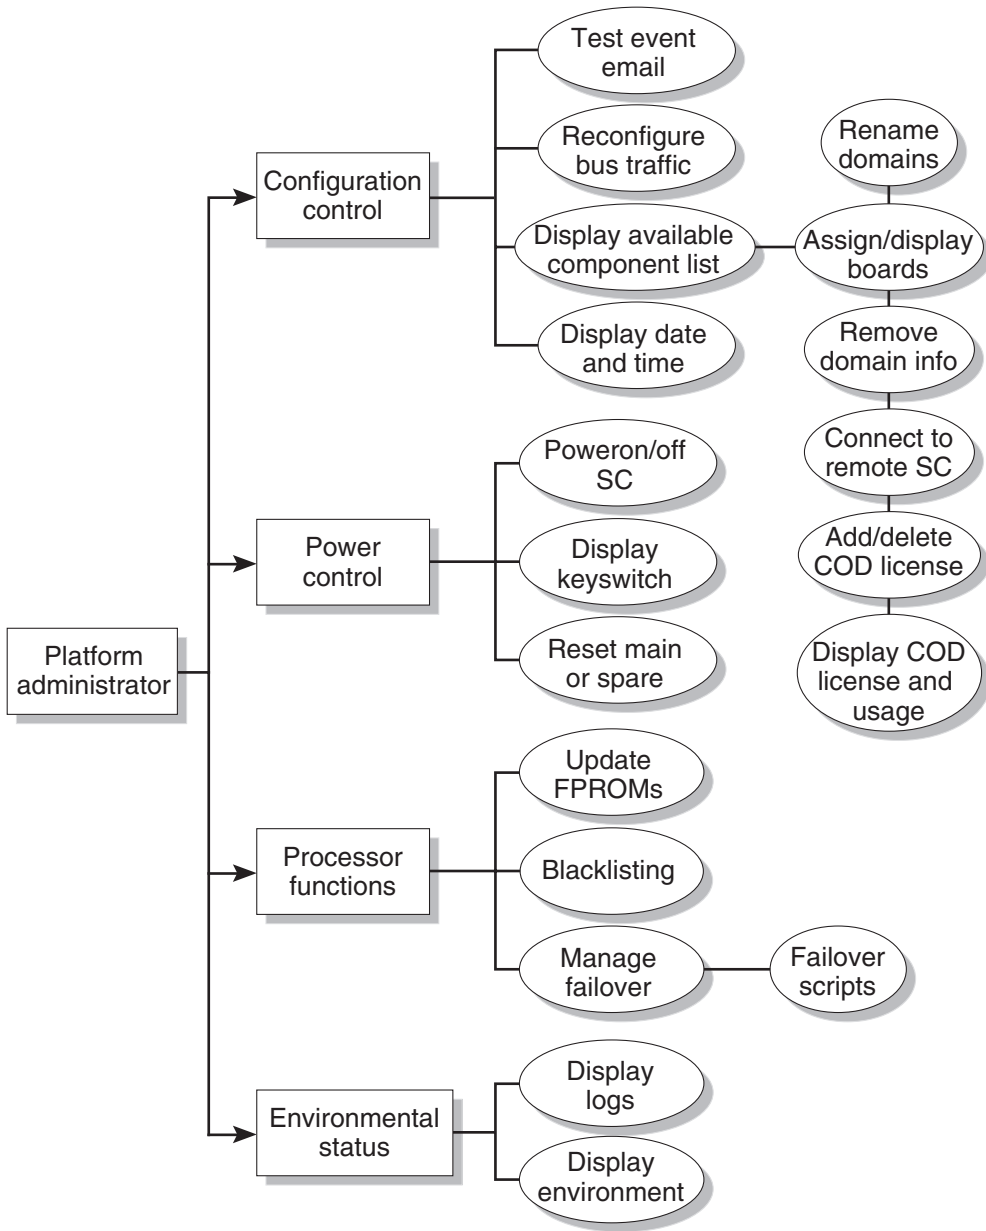 Test event
email
Reconfigure
bus traffic
Rename
domains
Configuration
control
Display available
component list
Assign/display
boards
Display date
and time
Remove
domain info
Connect to
remote SC
Add/delete
COD license
Display COD
license and
usage
Poweron/off
SC
Power
control
Display
keyswitch
Reset main
or spare
Platform
administrator
Update
FPROMs
Processor
functions
Blacklisting
Manage
failover
Failover
scripts
Display
logs
Environmental
status
Display
environment